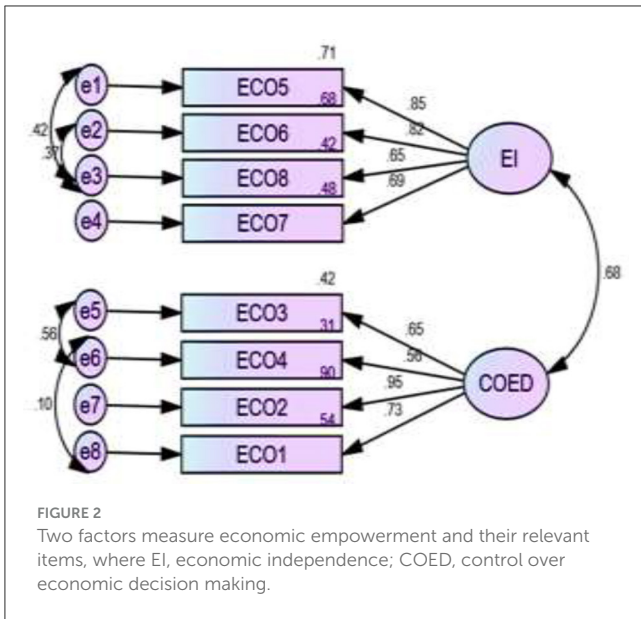 .71
e1 ECO5 .85
.68
e2 ECO6 .82
.42 .42
.37 e3 ECO8 .65 EI
.48 .69
e4 ECO7
.68
.42
e5 ECO3 .65
.31
.56 e6 ECO4 .56
.90 COED
.10 e7 ECO2 .95
.54 .73
e8 ECO1
FIGURE 2
Two factors measure economic empowerment and their relevant
items, where EI, economic independence; COED, control over
economic decision making.